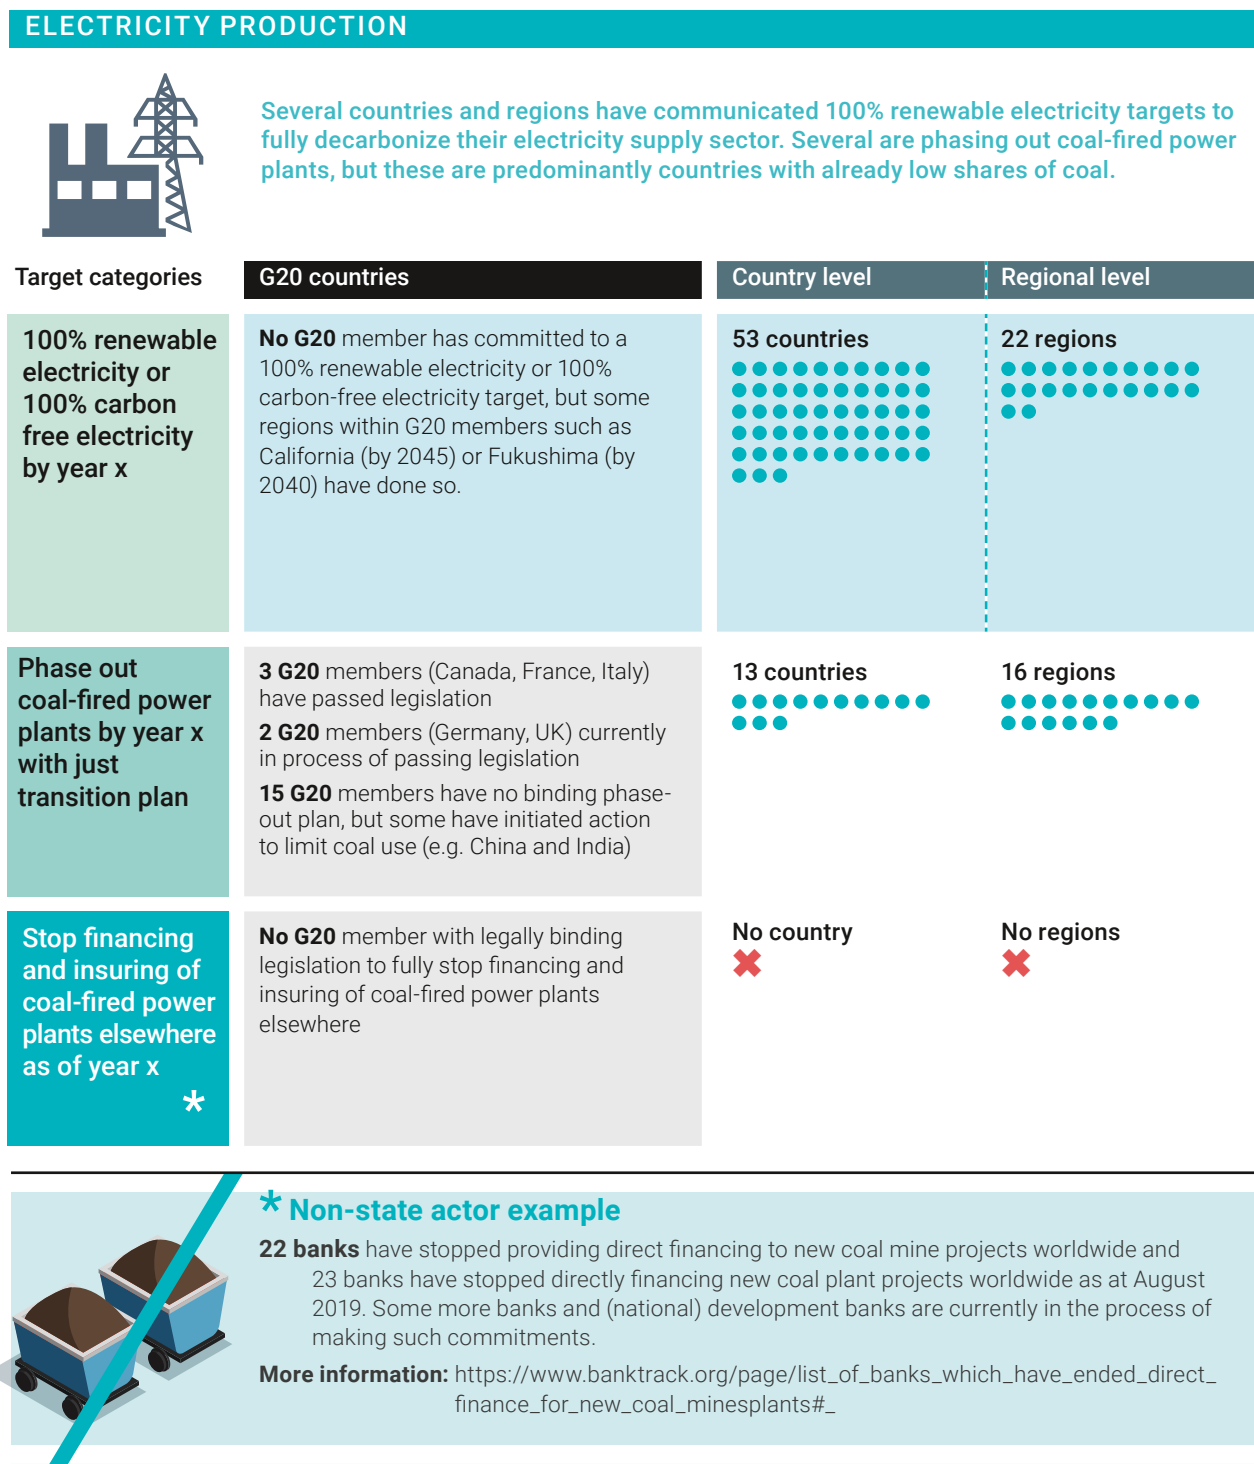 ELECTRICITY PRODUCTION
Several countries and regions have communicated 100% renewable electricity targets to
fully decarbonize their electricity supply sector. Several are phasing out coal-fired power
plants, but these are predominantly countries with already low shares of coal.
Target categories
G20 countries
Country level
Regional level
100% renewable
electricity or
100% carbon
free electricity
by year x
No G20 member has committed to a
100% renewable electricity or 100%
carbon-free electricity target, but some
regions within G20 members such as
California (by 2045) or Fukushima (by
2040) have done so.
53 countries
22 regions
Phase out
coal-fired power
plants by year x
with just
transition plan
3 G20 members (Canada, France, Italy)
have passed legislation
2 G20 members (Germany, UK) currently
in process of passing legislation
15 G20 members have no binding phase-
out plan, but some have initiated action
to limit coal use (e.g. China and India)
13 countries
16 regions
Stop financing
and insuring of
coal-fired power
plants elsewhere
as of year x
*
No G20 member with legally binding
legislation to fully stop financing and
insuring of coal-fired power plants
elsewhere
No country
No regions
* Non-state actor example
22 banks have stopped providing direct financing to new coal mine projects worldwide and
23 banks have stopped directly financing new coal plant projects worldwide as at August
2019. Some more banks and (national) development banks are currently in the process of
making such commitments.
More information: https://www.banktrack.org/page/list_of_banks_which_have_ended_direct_
finance_for_new_coal_minesplants#_